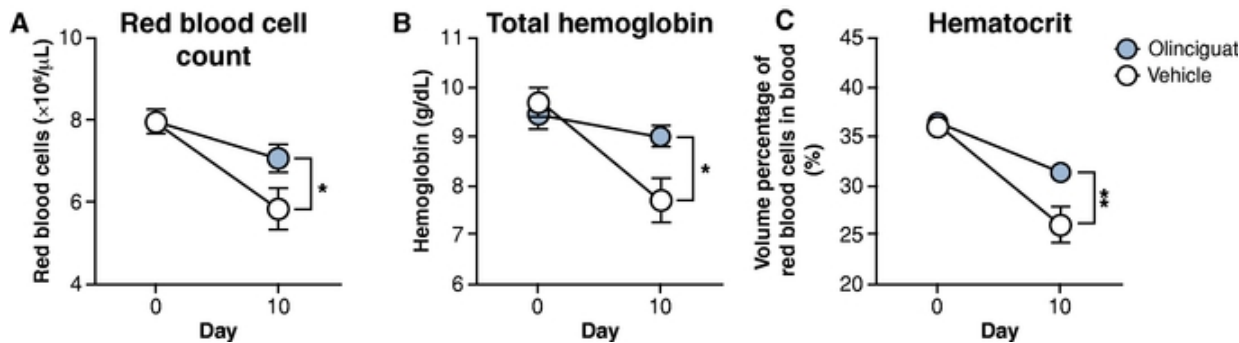 A
Red blood cell
count
Red blood cells (×10⁶/μL)
10
8
6
4
*
0
10
Day
B
Total hemoglobin
Hemoglobin (g/dL)
10
9
8
7
6
*
0
10
Day
C
Hematocrit
Volume percentage of
red blood cells in blood
(%)
45
40
35
30
25
20
**
0
10
Day
Olinciguat
Vehicle